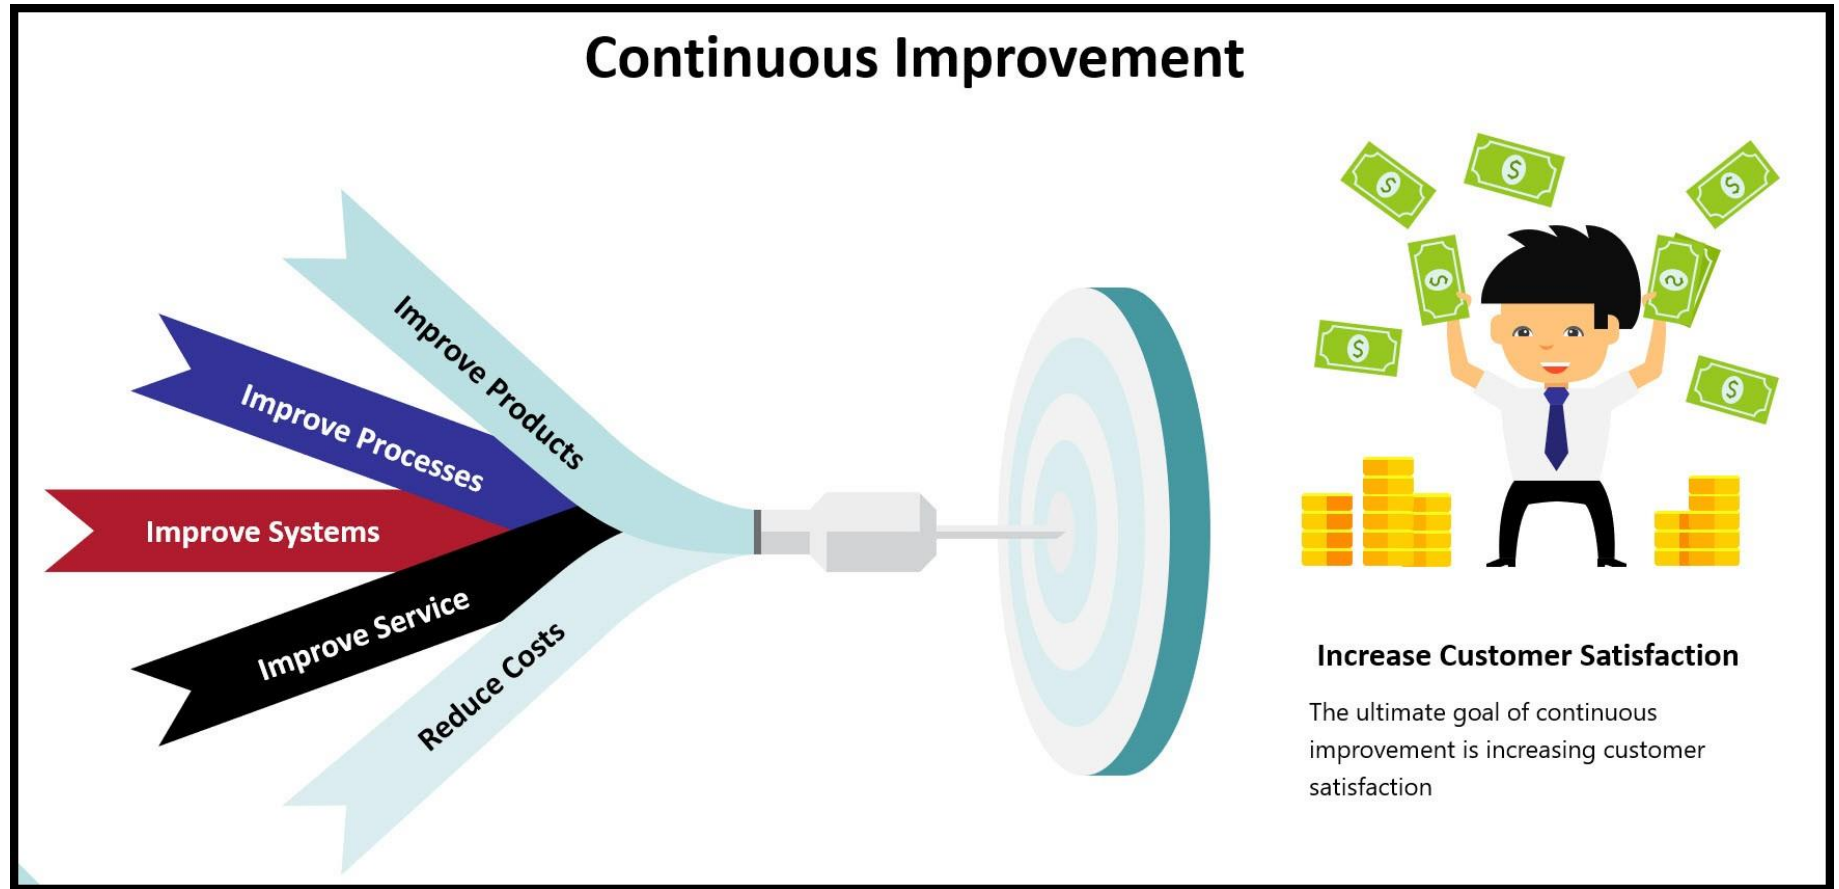 Continuous Improvement
Improve Products
Improve Processes
Improve Systems
Improve Service
Reduce Costs
$
$
$
$
$
$
$
$
Increase Customer Satisfaction
The ultimate goal of continuous
improvement is increasing customer
satisfaction